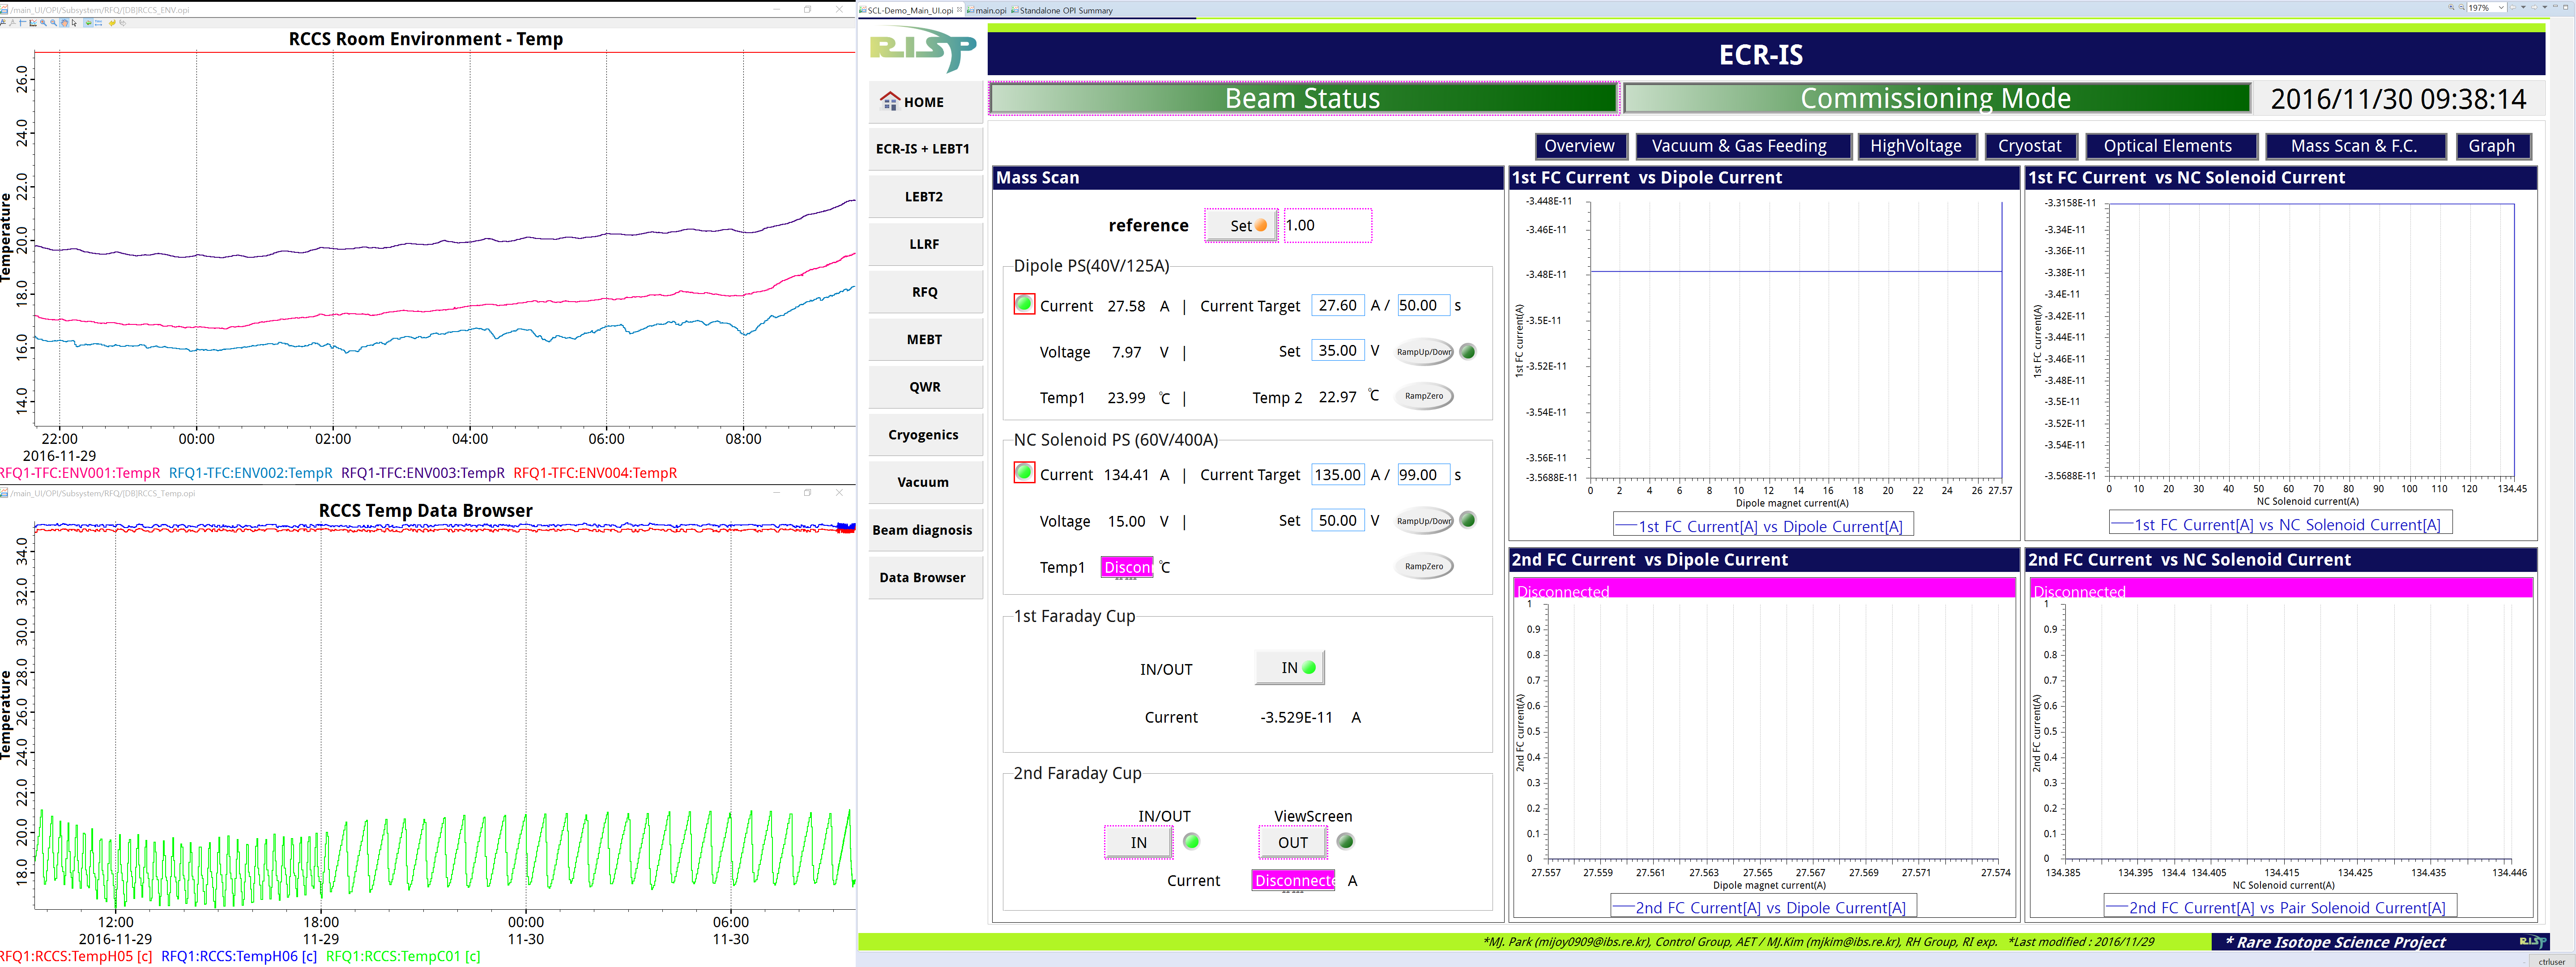 /main_UI/OPI/Subsystem/RFQ/[DB]RCCS_ENV.opi
RCCS Room Environment - Temp
Temperature
26.0
24.0
22.0
20.0
18.0
16.0
14.0
22:00 00:00 02:00 04:00 06:00 08:00
2016-11-29
RFQ1-TFC:ENV001:TempR RFQ1-TFC:ENV002:TempR RFQ1-TFC:ENV003:TempR RFQ1-TFC:ENV004:TempR
/main_UI/OPI/Subsystem/RFQ/[DB]RCCS_Temp.opi
RCCS Temp Data Browser
Temperature
34.0
32.0
30.0
28.0
26.0
24.0
22.0
20.0
18.0
12:00 18:00 00:00 06:00
2016-11-29 11-29 11-30 11-30
RFQ1:RCCS:TempH05 [c] RFQ1:RCCS:TempH06 [c] RFQ1:RCCS:TempC01 [c]
SCL-Demo_Main_UI.opi main.opi Standalone OPI Summary
197%
RISP
HOME
ECR-IS + LEBT1
LEBT2
LLRF
RFQ
MEBT
QWR
Cryogenics
Vacuum
Beam diagnosis
Data Browser
ECR-IS
Beam Status Commissioning Mode 2016/11/30 09:38:14
Overview Vacuum & Gas Feeding HighVoltage Cryostat Optical Elements Mass Scan & F.C. Graph
Mass Scan
reference Set 1.00
Dipole PS(40V/125A)
Current 27.58 A | Current Target 27.60 A / 50.00 s
Voltage 7.97 V | Set 35.00 V RampUp/Down
Temp1 23.99 ℃ | Temp 2 22.97 ℃ RampZero
NC Solenoid PS (60V/400A)
Current 134.41 A | Current Target 135.00 A / 99.00 s
Voltage 15.00 V | Set 50.00 V RampUp/Down
Temp1 Discon ℃ RampZero
1st Faraday Cup
IN/OUT IN
Current -3.529E-11 A
2nd Faraday Cup
IN/OUT ViewScreen
IN OUT
Current Disconnecte A
1st FC Current vs Dipole Current
1st FC current(A)
-3.448E-11
-3.46E-11
-3.48E-11
-3.5E-11
-3.52E-11
-3.54E-11
-3.56E-11
-3.5688E-11
0 2 4 6 8 10 12 14 16 18 20 22 24 26 27.57
Dipole magnet current(A)
1st FC Current[A] vs Dipole Current[A]
1st FC Current vs NC Solenoid Current
1st FC current(A)
-3.3158E-11
-3.34E-11
-3.36E-11
-3.38E-11
-3.4E-11
-3.42E-11
-3.44E-11
-3.46E-11
-3.48E-11
-3.5E-11
-3.52E-11
-3.54E-11
-3.5688E-11
0 10 20 30 40 50 60 70 80 90 100 110 120 134.45
NC Solenoid current(A)
1st FC Current[A] vs NC Solenoid Current[A]
2nd FC Current vs Dipole Current
Disconnected
2nd FC current(A)
1
0.9
0.8
0.7
0.6
0.5
0.4
0.3
0.2
0.1
0
27.557 27.559 27.561 27.563 27.565 27.567 27.569 27.571 27.574
Dipole magnet current(A)
2nd FC Current[A] vs Dipole Current[A]
2nd FC Current vs NC Solenoid Current
Disconnected
2nd FC current(A)
1
0.9
0.8
0.7
0.6
0.5
0.4
0.3
0.2
0.1
0
134.385 134.395 134.4 134.405 134.415 134.425 134.435 134.446
NC Solenoid current(A)
2nd FC Current[A] vs Pair Solenoid Current[A]
*MJ. Park (mijoy0909@ibs.re.kr), Control Group, AET / MJ.Kim (mjkim@ibs.re.kr), RH Group, RI exp. *Last modified : 2016/11/29
* Rare Isotope Science Project RISP
ctrluser